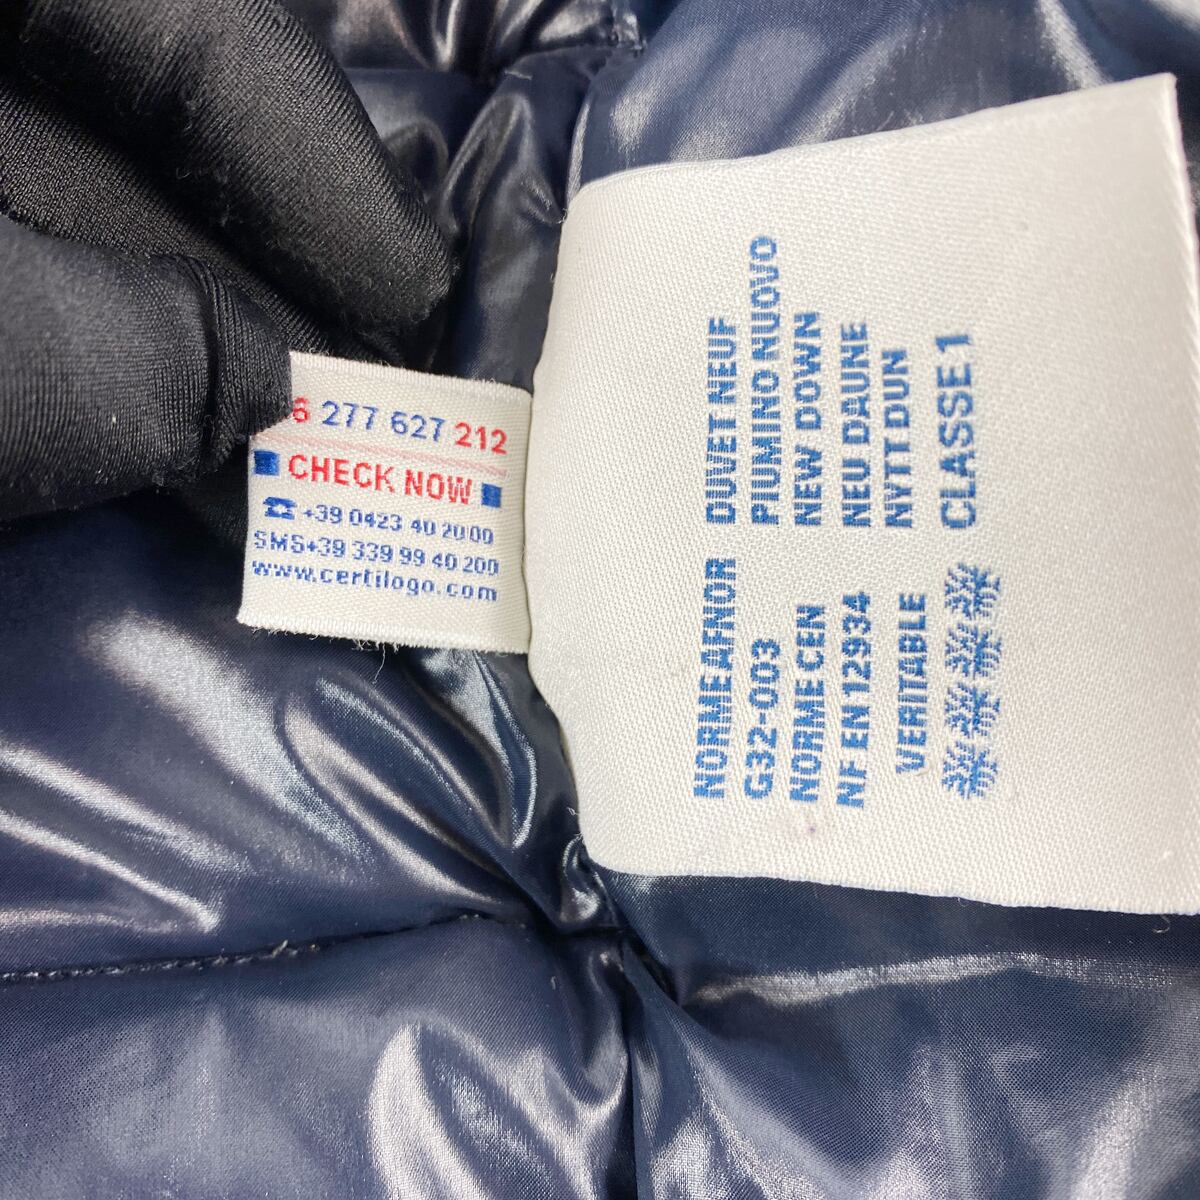 6 277 627 212
CHECK NOW
☎ +39 0423 40 20 00
SMS+39 339 99 40 200
www.certilogo.com
NORME AFNOR
G32-003
NORME CEN
NF EN 12934
VERITABLE
DUVET NEUF
PIUMINO NUOVO
NEW DOWN
NEU DAUNE
NYTT DUN
CLASSE 1